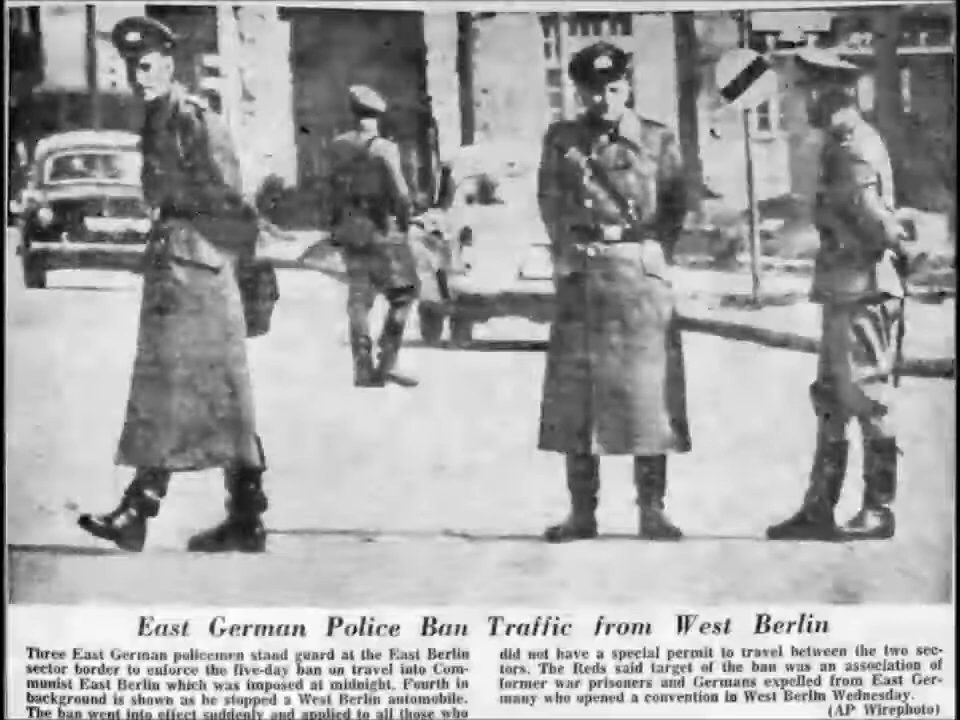 East German Police Ban Traffic from West Berlin
Three East German policemen stand guard at the East Berlin
sector border to enforce the five-day ban on travel into Com-
munist East Berlin which was imposed at midnight. Fourth in
background is shown as he stopped a West Berlin automobile.
The ban went into effect suddenly and applied to all those who
did not have a special permit to travel between the two sec-
tors. The Reds said target of the ban was an association of
former war prisoners and Germans expelled from East Ger-
many who opened a convention in West Berlin Wednesday.
(AP Wirephoto)